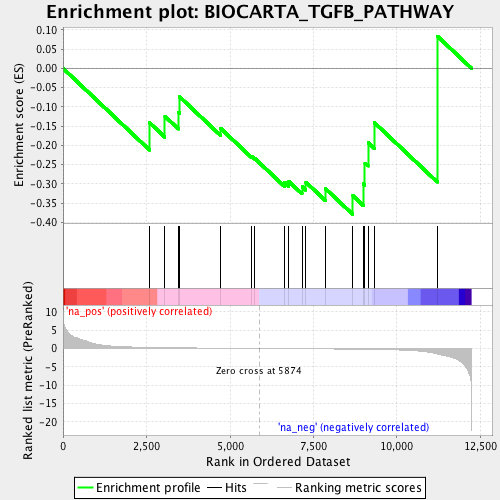 Enrichment plot: BIOCARTA_TGFB_PATHWAY
Enrichment score (ES)
0.10
0.05
0.00
-0.05
-0.10
-0.15
-0.20
-0.25
-0.30
-0.35
-0.40
'na_pos' (positively correlated)
Ranked list metric (PreRanked)
10
5
0
-5
-10
-15
-20
Zero cross at 5874
'na_neg' (negatively correlated)
0 2,500 5,000 7,500 10,000 12,500
Rank in Ordered Dataset
Enrichment profile Hits Ranking metric scores